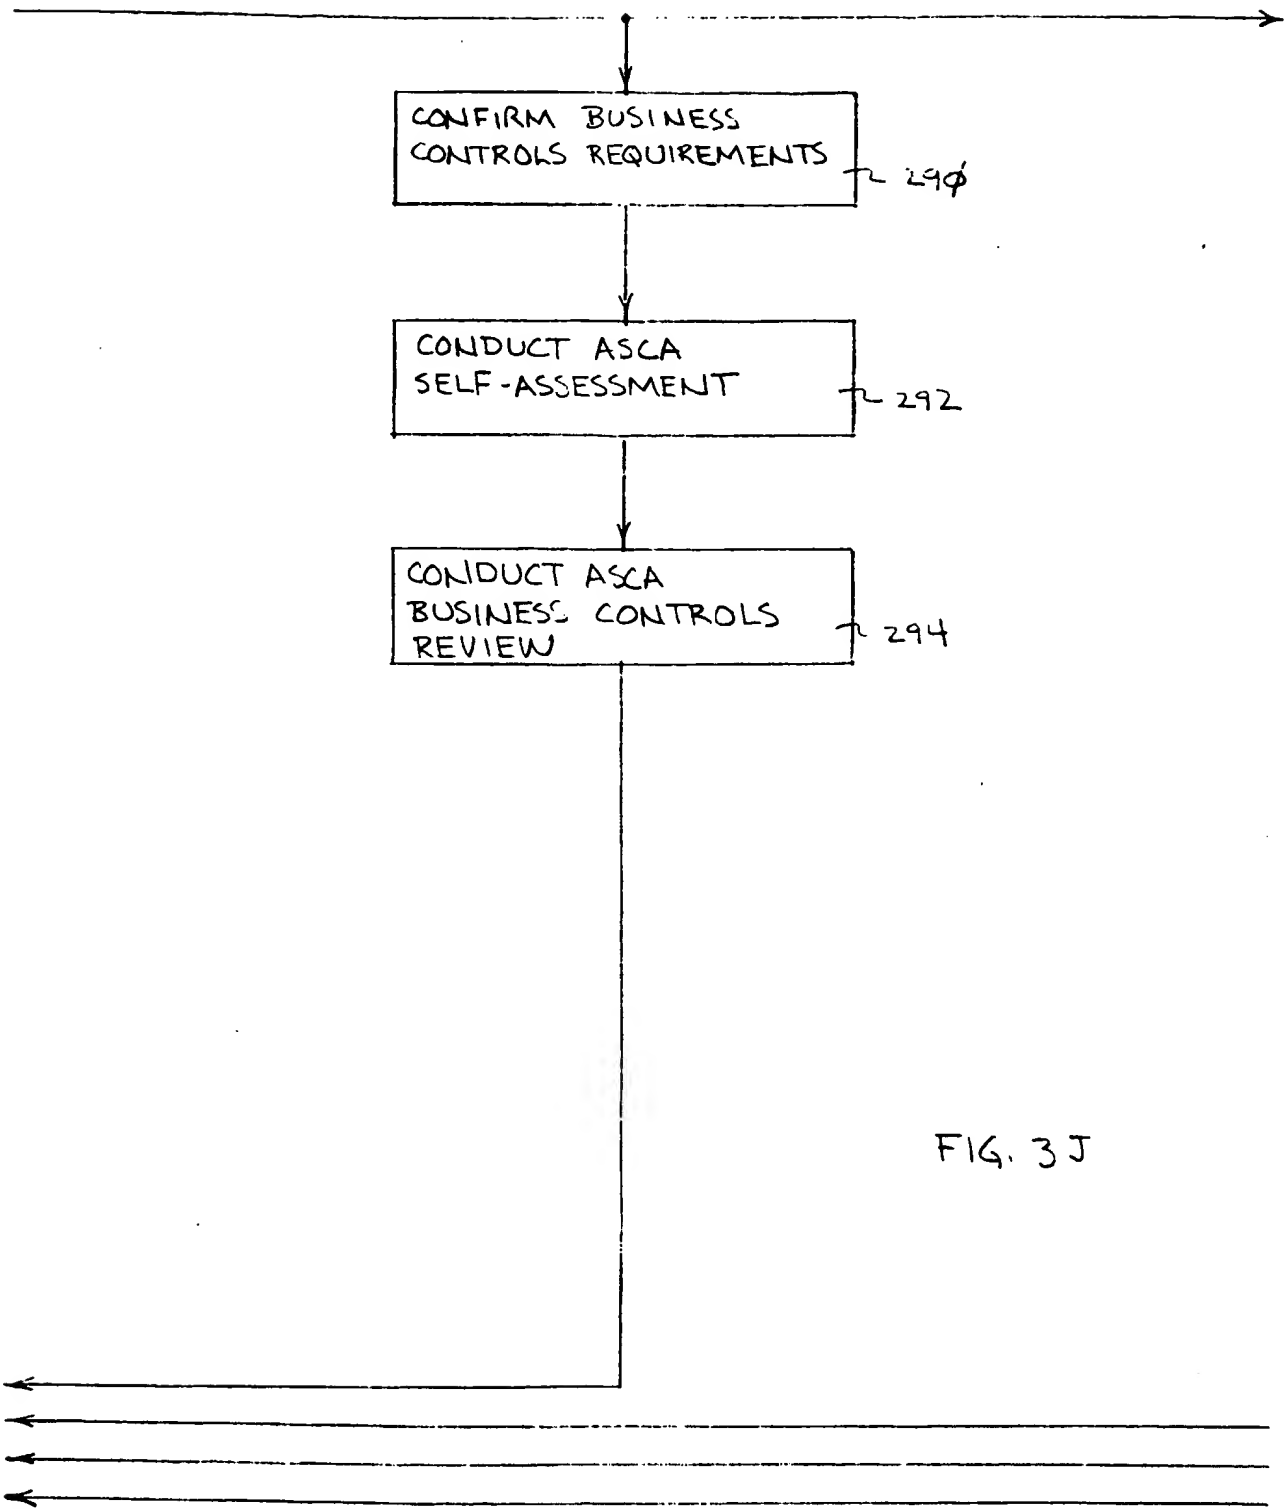 CONFIRM BUSINESS
CONTROLS REQUIREMENTS
290
CONDUCT ASCA
SELF-ASSESSMENT
292
CONDUCT ASCA
BUSINESS CONTROLS
REVIEW
294
FIG. 3J